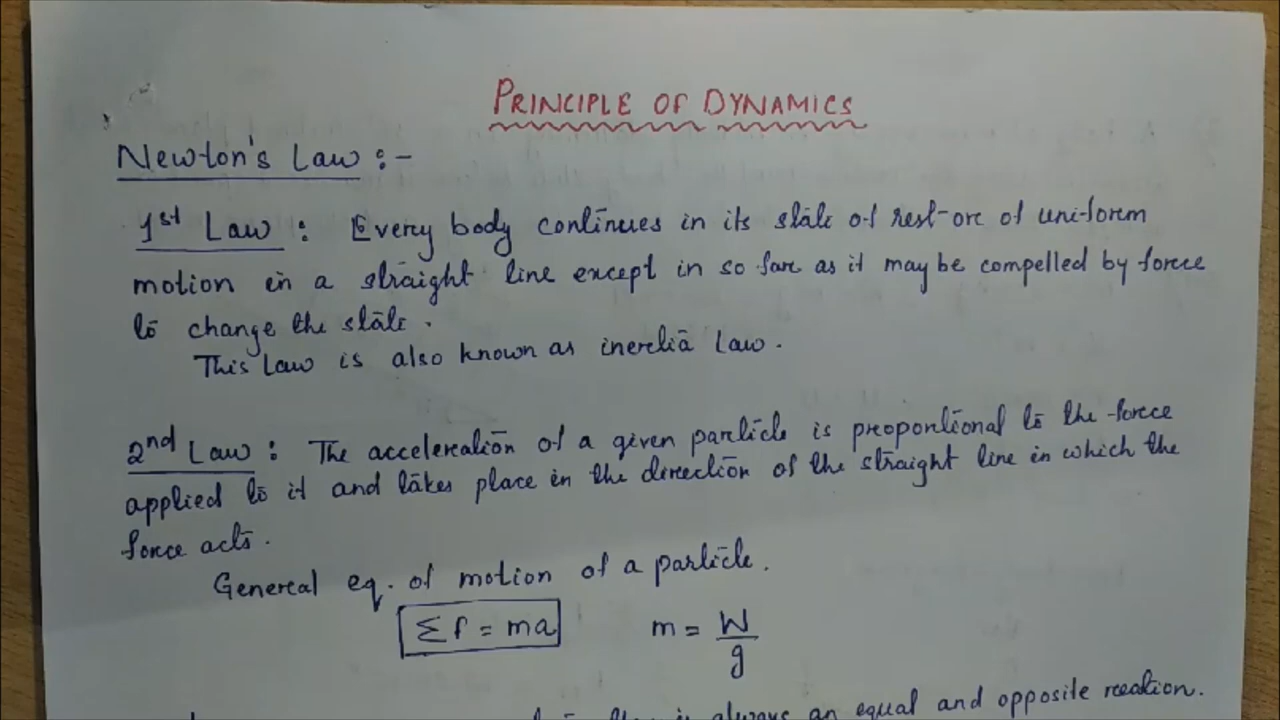 PRINCIPLE OF DYNAMICS
Newton's Law :-
1st Law : Every body continues in its state of rest or of uniform
motion in a straight line except in so far as it may be compelled by force
to change the state.
This Law is also known as inertia Law.
2nd Law : The acceleration of a given particle is proportional to the force
applied to it and takes place in the direction of the straight line in which the
force acts.
General eq. of motion of a particle.
ΣF = ma m = W/g
is always an equal and opposite reaction.